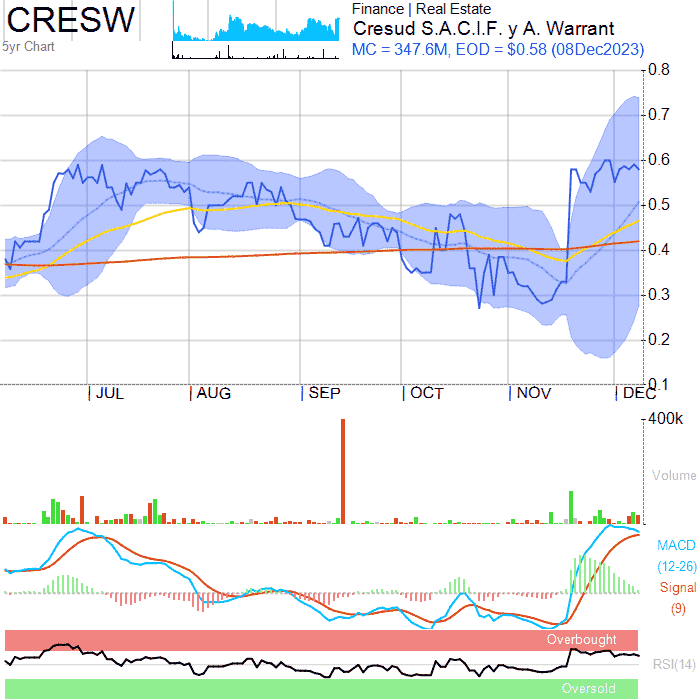 CRESW
5yr Chart
Finance | Real Estate
Cresud S.A.C.I.F. y A. Warrant
MC = 347.6M, EOD = $0.58 (08Dec2023)
0.8
0.7
0.6
0.5
0.4
0.3
0.2
0.1
JUL AUG SEP OCT NOV DEC
400k
Volume
MACD
(12-26)
Signal
(9)
Overbought
RSI(14)
Oversold